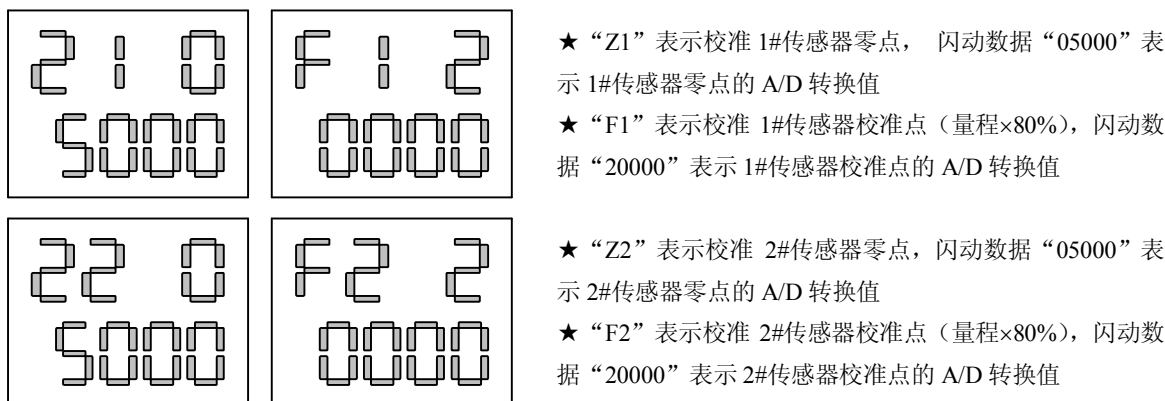 210
5000
F12
0000
★“Z1”表示校准 1#传感器零点， 闪动数据“05000”表
示 1#传感器零点的 A/D 转换值
★“F1”表示校准 1#传感器校准点（量程×80%），闪动数
据“20000”表示 1#传感器校准点的 A/D 转换值
22 0
5000
F2 2
0000
★“Z2”表示校准 2#传感器零点，闪动数据“05000”表
示 2#传感器零点的 A/D 转换值
★“F2”表示校准 2#传感器校准点（量程×80%），闪动数
据“20000”表示 2#传感器校准点的 A/D 转换值